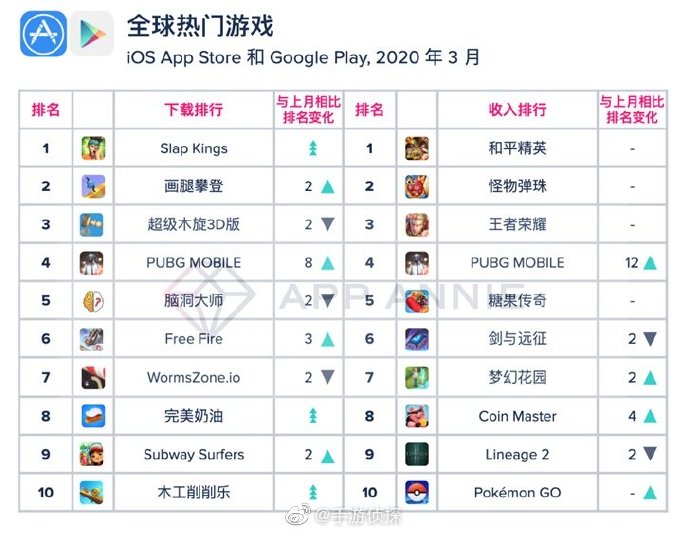 全球热门游戏
iOS App Store 和 Google Play, 2020 年 3 月
排名 下载排行 与上月相比排名变化 排名 收入排行 与上月相比排名变化
1 Slap Kings 1 和平精英 -
2 画腿攀登 2 ▲ 2 怪物弹珠 -
3 超级木旋3D版 2 ▼ 3 王者荣耀 -
4 PUBG MOBILE 8 ▲ 4 PUBG MOBILE 12 ▲
5 脑洞大师 2 ▼ 5 糖果传奇 -
6 Free Fire 3 ▲ 6 剑与远征 2 ▼
7 WormsZone.io 2 ▼ 7 梦幻花园 2 ▲
8 完美奶油 8 Coin Master 4 ▲
9 Subway Surfers 2 ▲ 9 Lineage 2 2 ▼
10 木工削削乐 10 Pokémon GO - ▲
APP ANNIE
@手游侦探